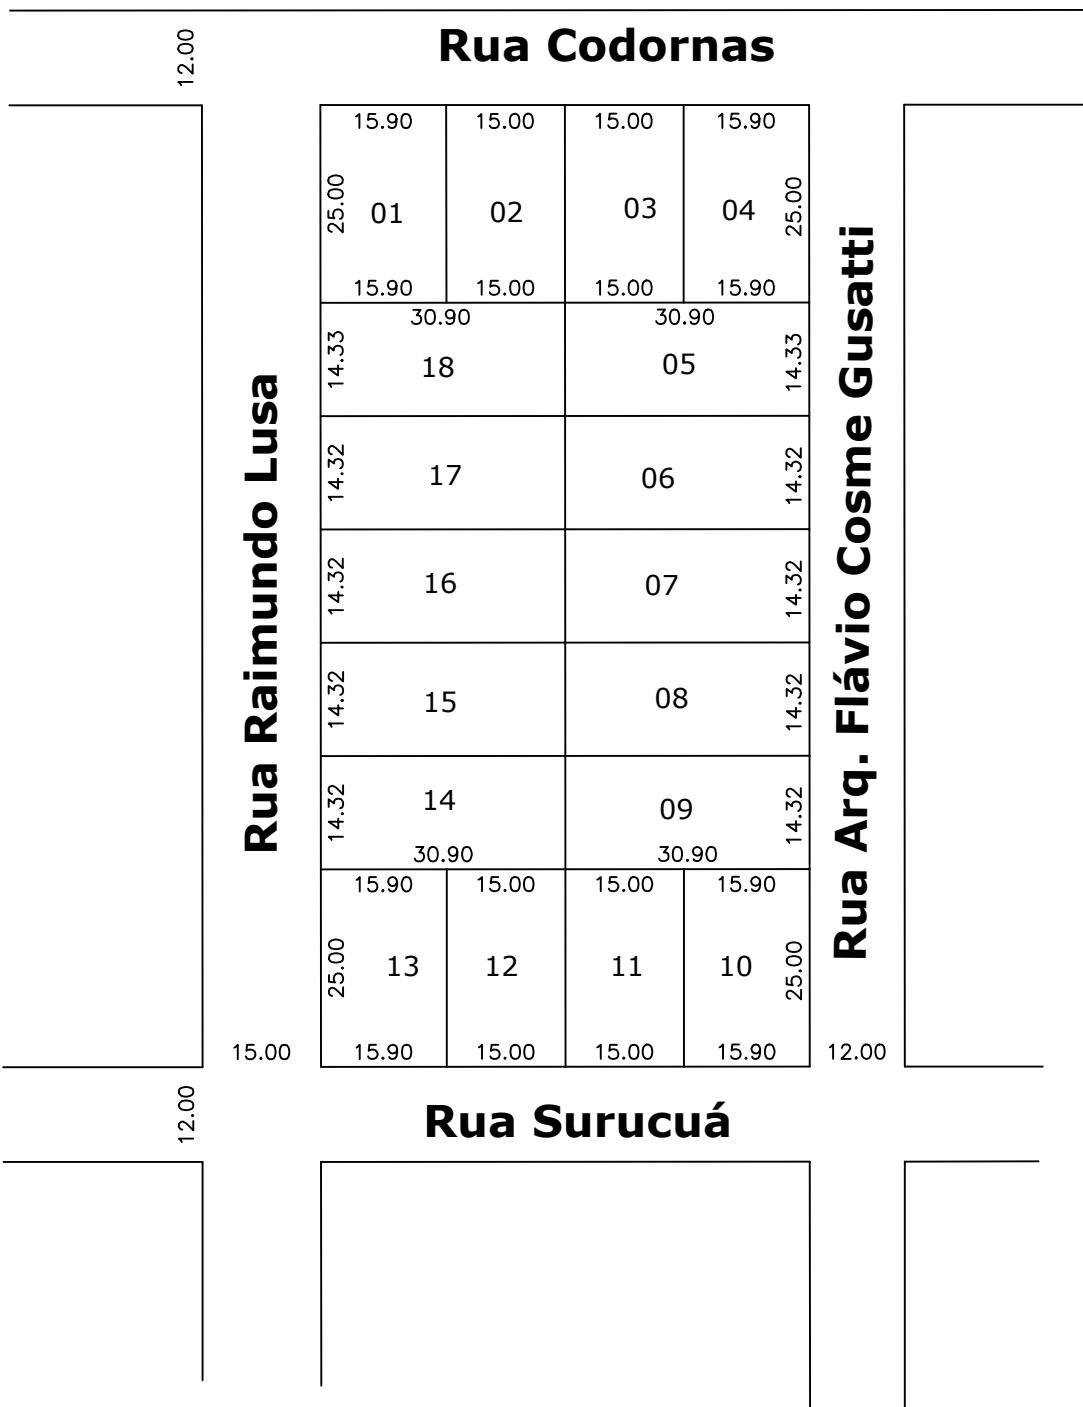 12.00
Rua Codornas
15.90 15.00 15.00 15.90
25.00 01 02 03 04 25.00
15.90 15.00 15.00 15.90
30.90 30.90
14.33 18 05 14.33
14.32 17 06 14.32
14.32 16 07 14.32
14.32 15 08 14.32
14.32 14 09 14.32
30.90 30.90
15.90 15.00 15.00 15.90
25.00 13 12 11 10 25.00
15.00 15.90 15.00 15.00 15.90 12.00
Rua Raimundo Lusa
Rua Arq. Flávio Cosme Gusatti
12.00
Rua Surucuá